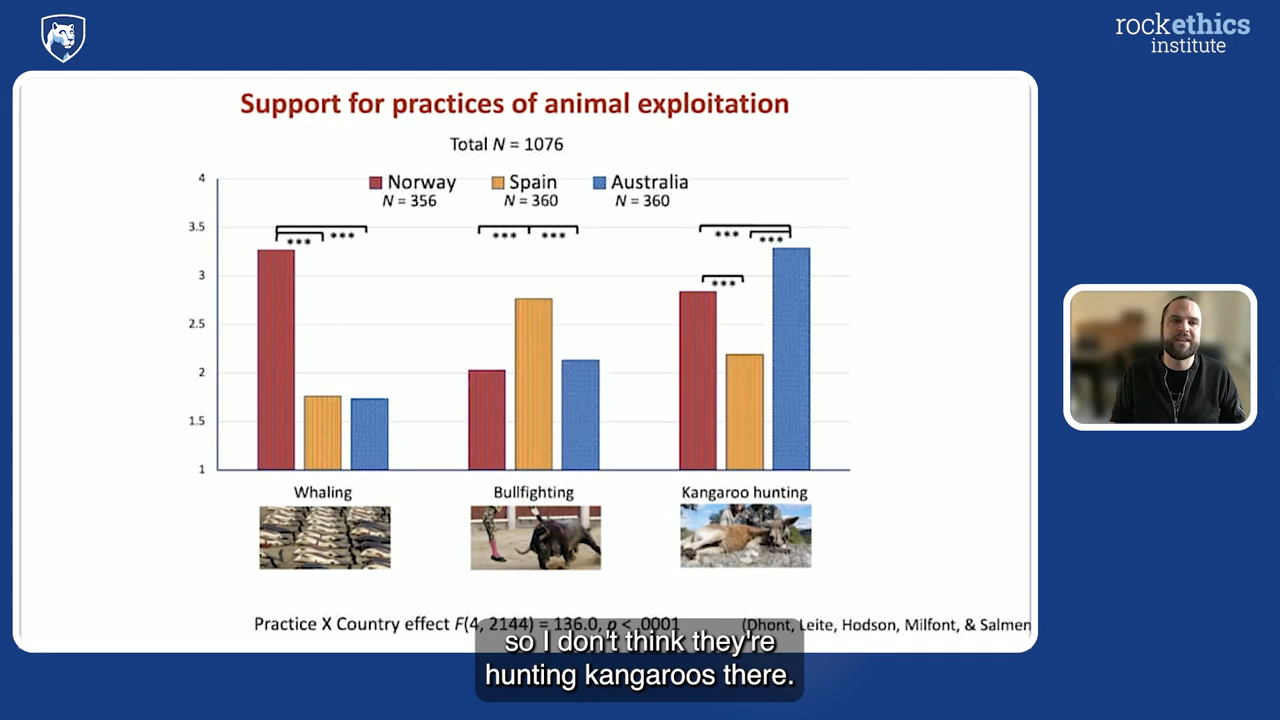 rockethics
institute
Support for practices of animal exploitation
Total N = 1076
Norway
N = 356
Spain
N = 360
Australia
N = 360
4
3.5
3
2.5
2
1.5
1
*** ***
*** ***
*** ***
***
Whaling
Bullfighting
Kangaroo hunting
Practice X Country effect F(4, 2144) = 136.0, p < .0001
(Dhont, Leite, Hodson, Milfont, & Salmen
so I don't think they're
hunting kangaroos there.